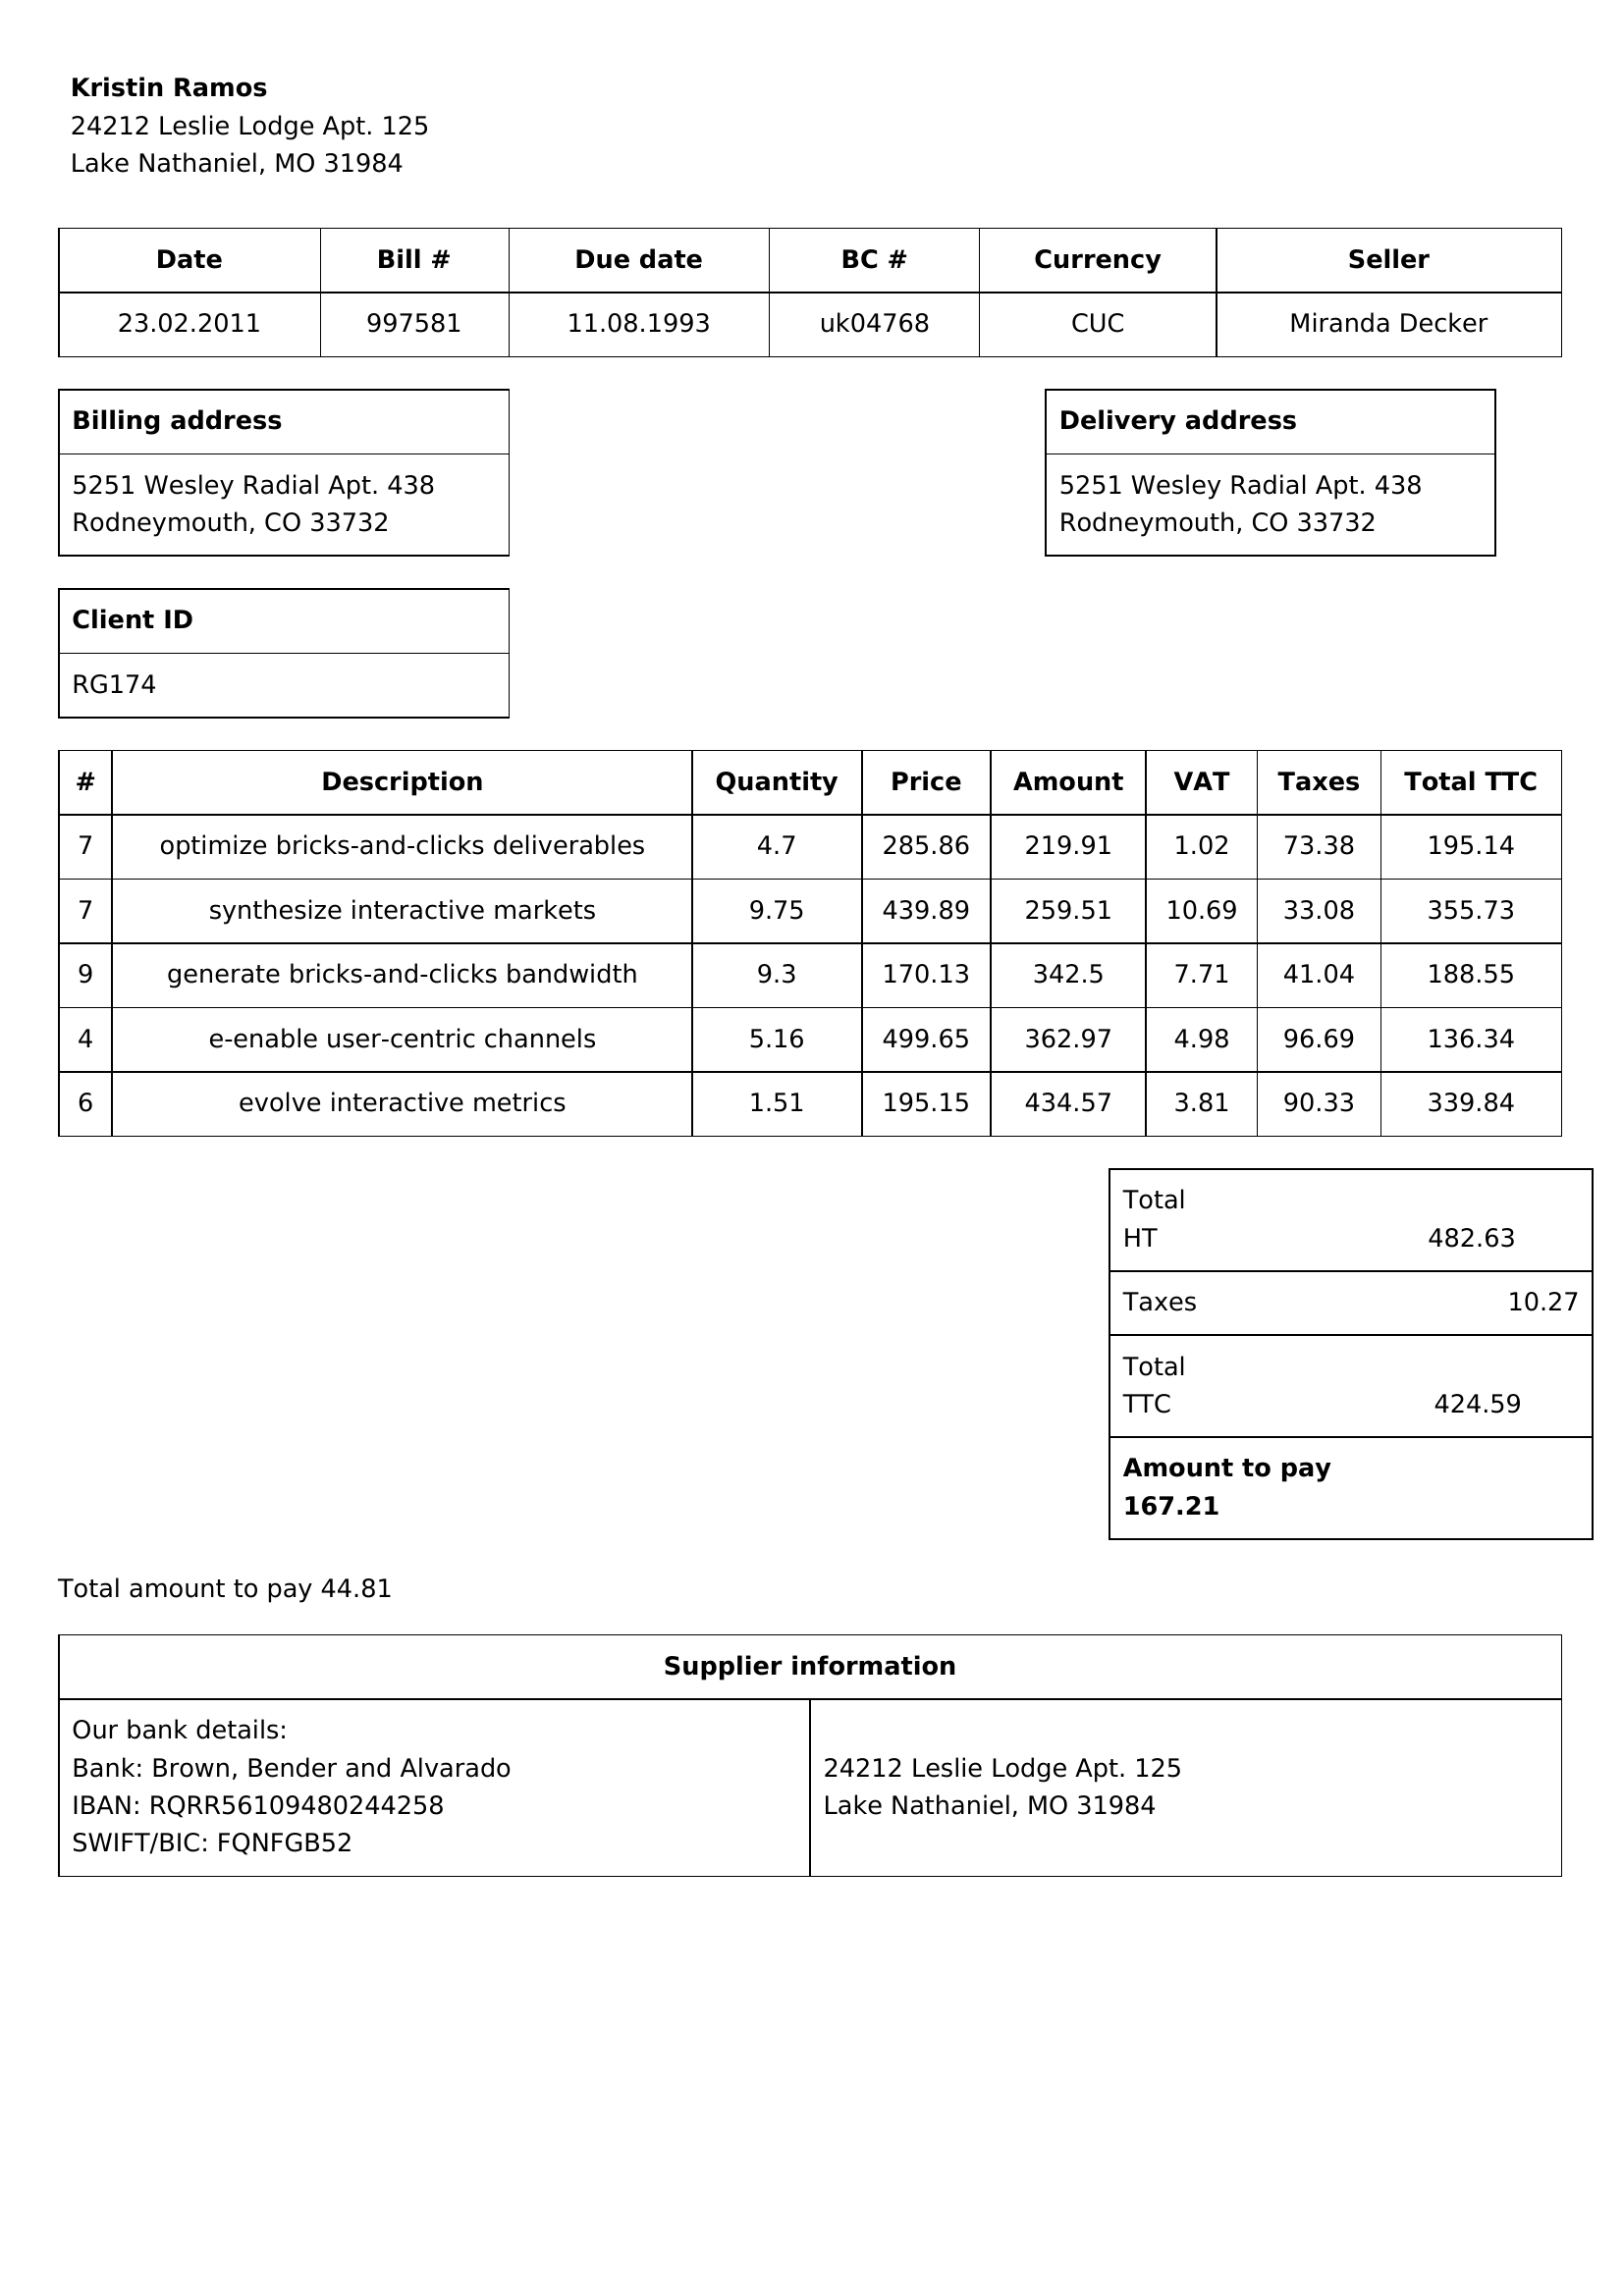 Kristin Ramos
24212 Leslie Lodge Apt. 125
Lake Nathaniel, MO 31984
Date Bill # Due date BC # Currency Seller
23.02.2011 997581 11.08.1993 uk04768 CUC Miranda Decker
Billing address
5251 Wesley Radial Apt. 438
Rodneymouth, CO 33732
Delivery address
5251 Wesley Radial Apt. 438
Rodneymouth, CO 33732
Client ID
RG174
# Description Quantity Price Amount VAT Taxes Total TTC
7 optimize bricks-and-clicks deliverables 4.7 285.86 219.91 1.02 73.38 195.14
7 synthesize interactive markets 9.75 439.89 259.51 10.69 33.08 355.73
9 generate bricks-and-clicks bandwidth 9.3 170.13 342.5 7.71 41.04 188.55
4 e-enable user-centric channels 5.16 499.65 362.97 4.98 96.69 136.34
6 evolve interactive metrics 1.51 195.15 434.57 3.81 90.33 339.84
Total
HT 482.63
Taxes 10.27
Total
TTC 424.59
Amount to pay
167.21
Total amount to pay 44.81
Supplier information
Our bank details:
Bank: Brown, Bender and Alvarado
IBAN: RQRR56109480244258
SWIFT/BIC: FQNFGB52
24212 Leslie Lodge Apt. 125
Lake Nathaniel, MO 31984